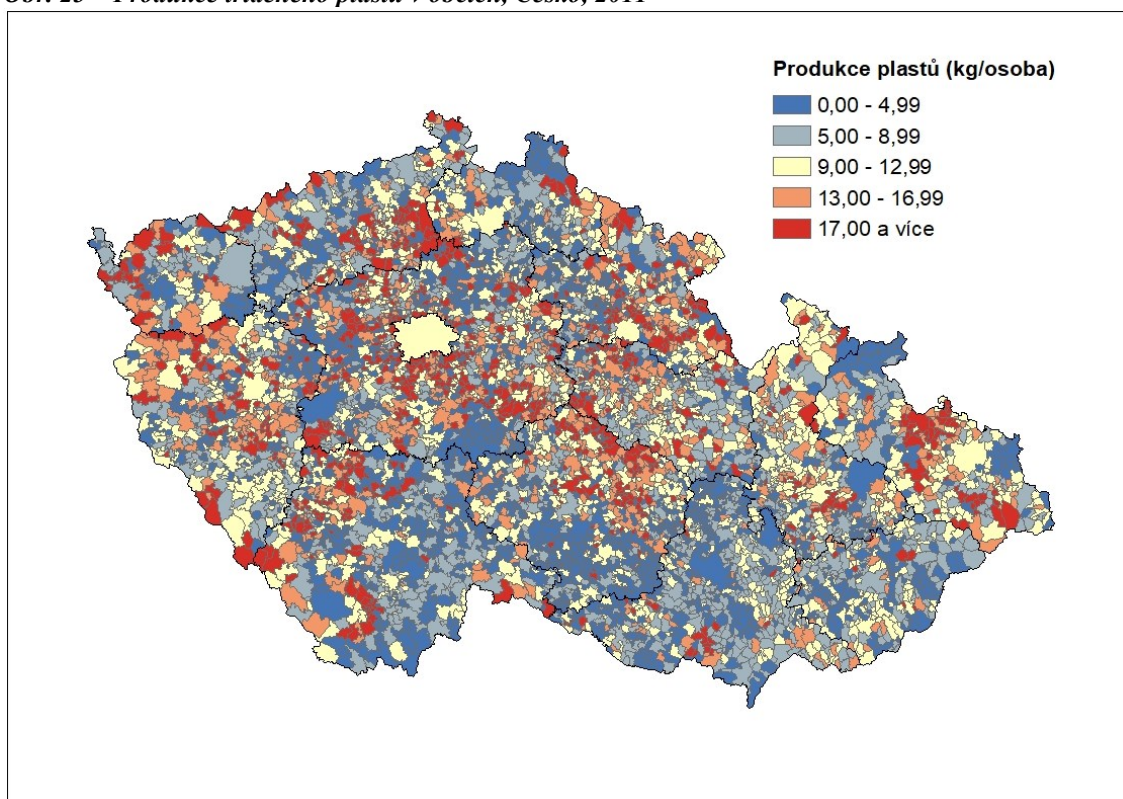 Produkce plastů (kg/osoba)
0,00 - 4,99
5,00 - 8,99
9,00 - 12,99
13,00 - 16,99
17,00 a více